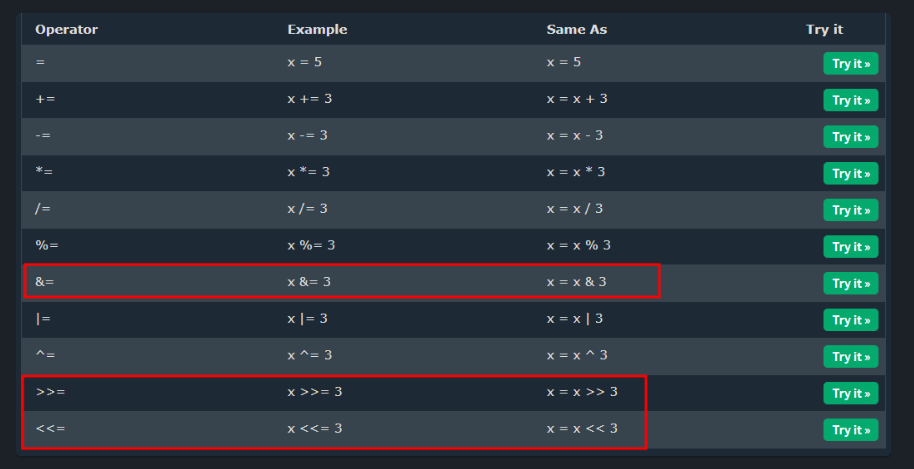 Operator Example Same As Try it
= x = 5 x = 5 Try it »
+= x += 3 x = x + 3 Try it »
-= x -= 3 x = x - 3 Try it »
*= x *= 3 x = x * 3 Try it »
/= x /= 3 x = x / 3 Try it »
%= x %= 3 x = x % 3 Try it »
&= x &= 3 x = x & 3 Try it »
|= x |= 3 x = x | 3 Try it »
^= x ^= 3 x = x ^ 3 Try it »
>>= x >>= 3 x = x >> 3 Try it »
<<= x <<= 3 x = x << 3 Try it »